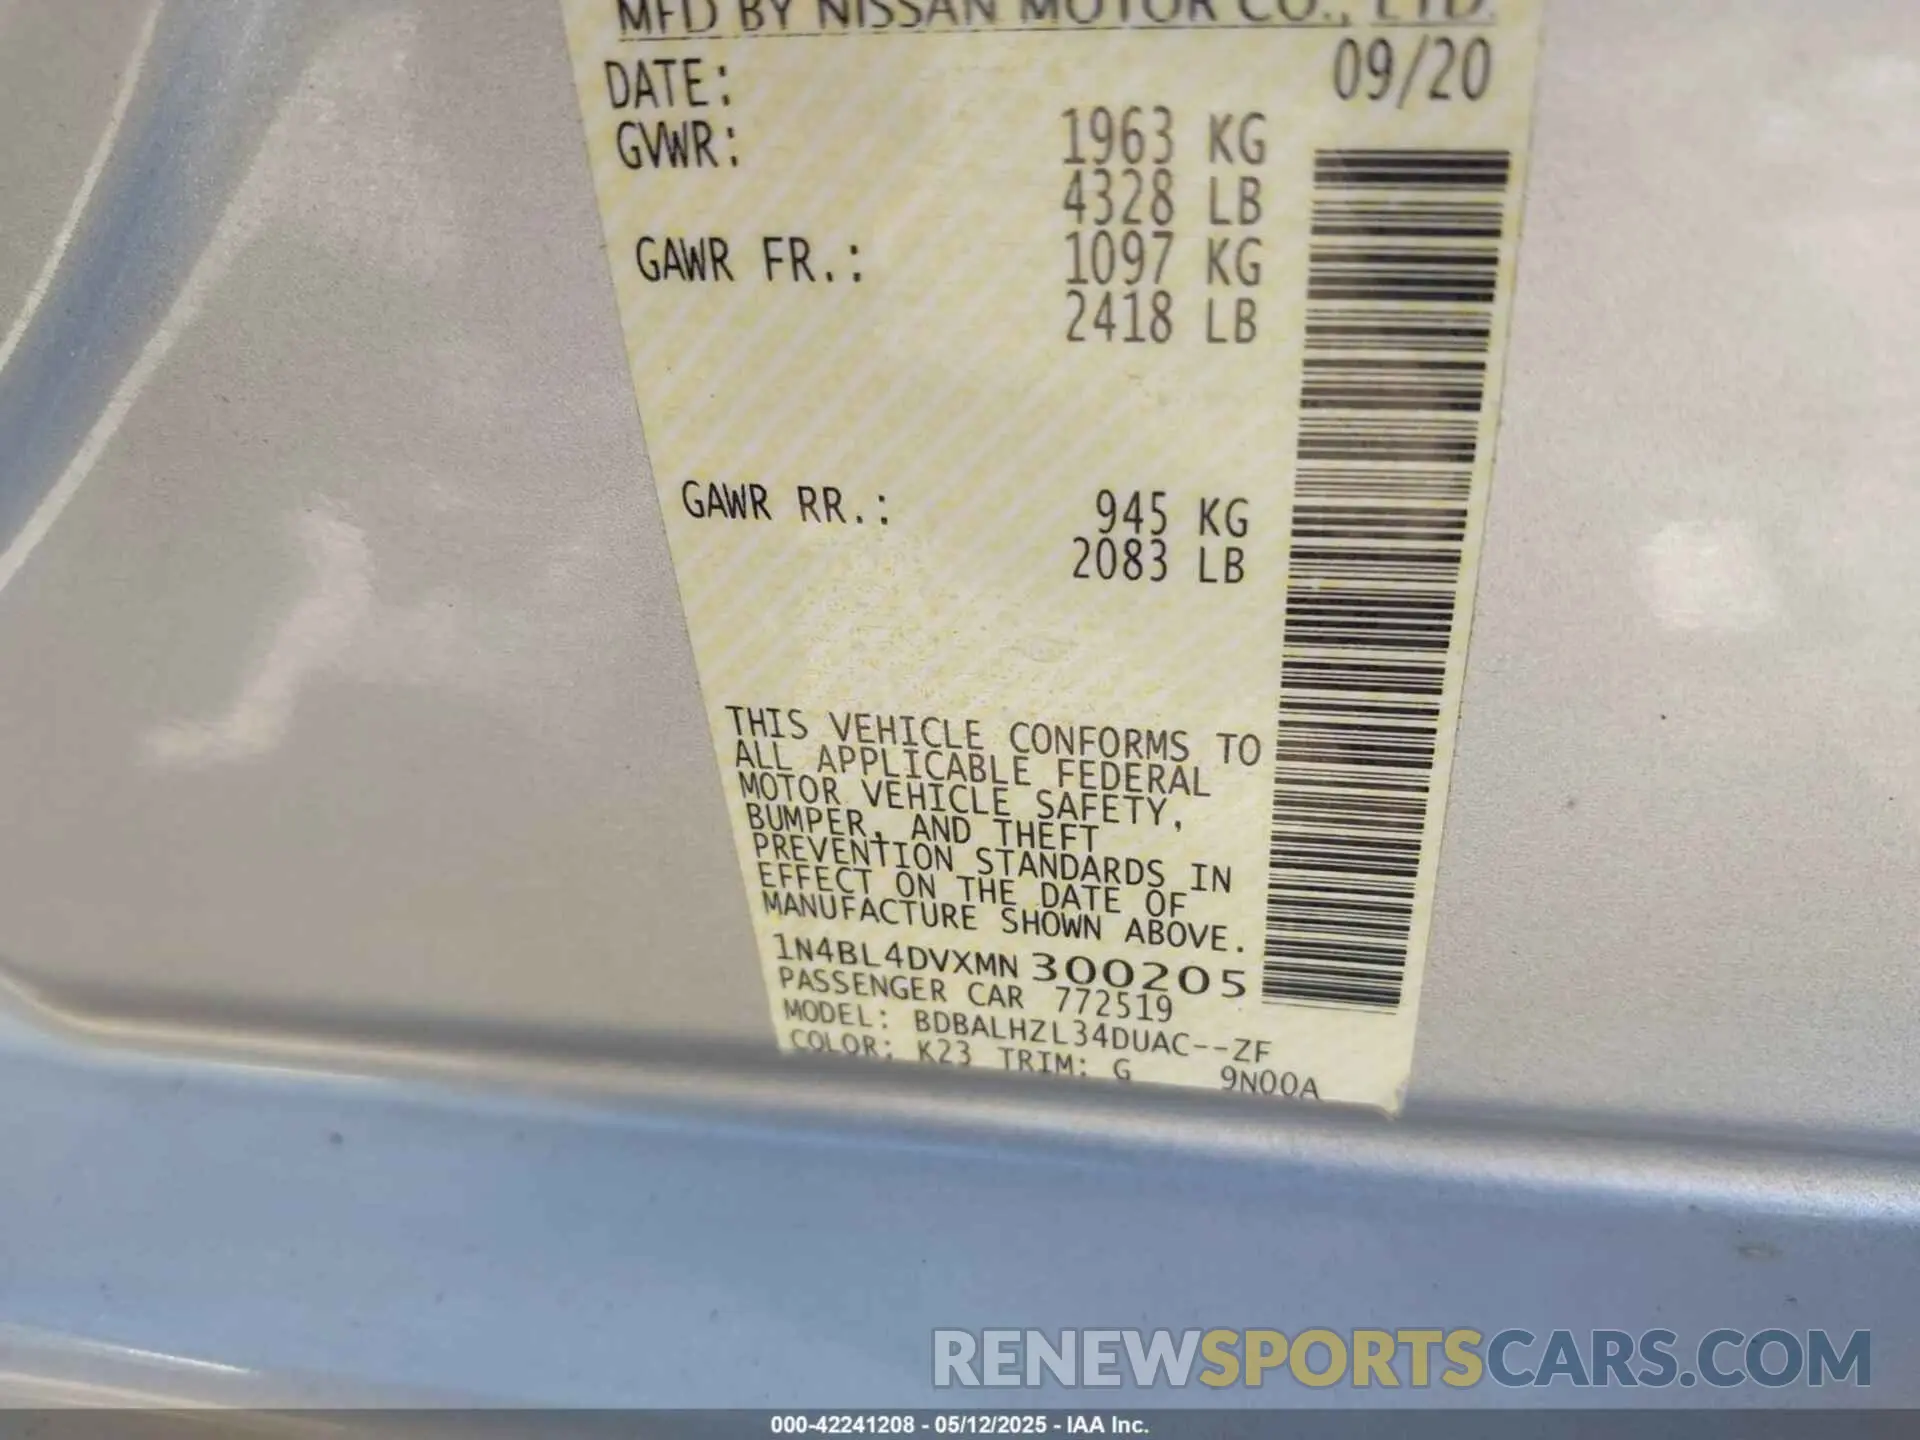 MFD BY NISSAN MOTOR CO., LTD.
DATE: 09/20
GVWR: 1963 KG
4328 LB
GAWR FR.: 1097 KG
2418 LB
GAWR RR.: 945 KG
2083 LB
THIS VEHICLE CONFORMS TO
ALL APPLICABLE FEDERAL
MOTOR VEHICLE SAFETY,
BUMPER, AND THEFT
PREVENTION STANDARDS IN
EFFECT ON THE DATE OF
MANUFACTURE SHOWN ABOVE.
1N4BL4DVXMN300205
PASSENGER CAR 772519
MODEL: BDBALHZL34DUAC--ZF
COLOR: K23 TRIM: G 9N00A
RENEWSPORTSCARS.COM
000-42241208 - 05/12/2025 - IAA Inc.